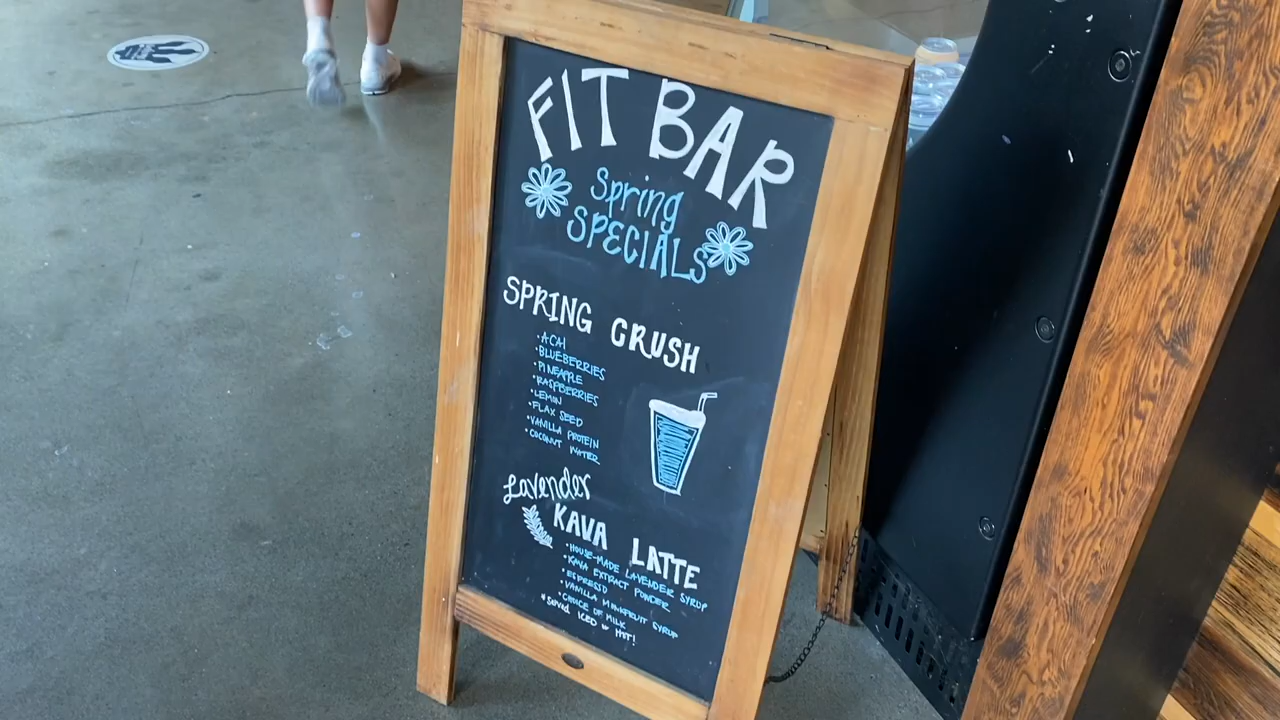 FIT BAR
Spring
SPECIALS
SPRING CRUSH
• ACAI
• BLUEBERRIES
• PINEAPPLE
• RASPBERRIES
• LEMON
• FLAX SEED
• VANILLA PROTEIN
• COCONUT WATER
Lavender
KAVA LATTE
• HOUSE-MADE LAVENDER SYRUP
• KAVA EXTRACT POWDER
• ESPRESSO
• VANILLA MONKFRUIT SYRUP
• CHOICE OF MILK
* Served ICED or HOT!